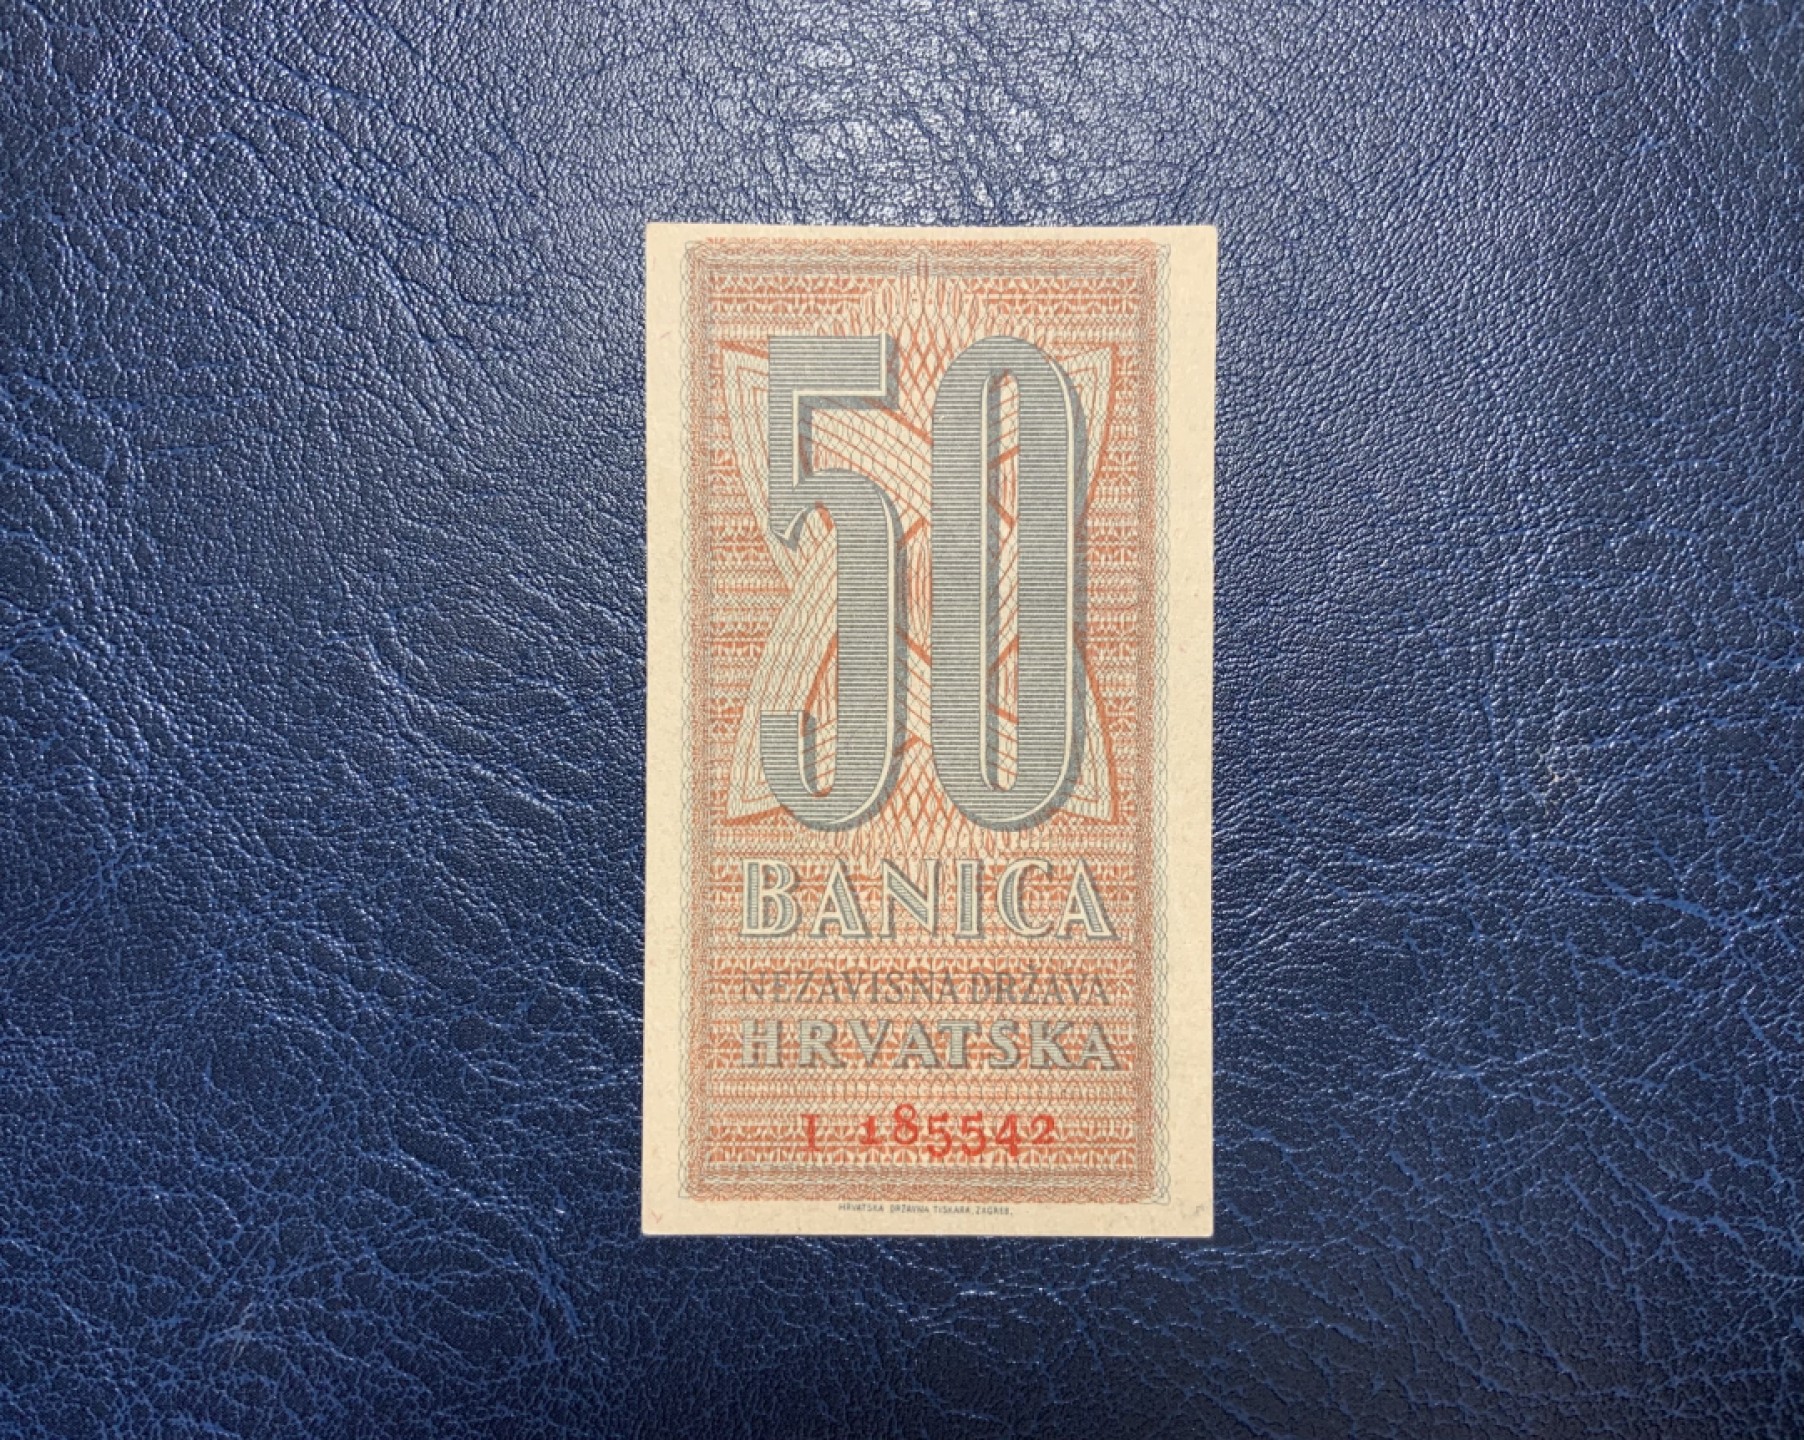 50
BANICA
NEZAVISNA DRŽAVA
HRVATSKA
I 185542
HRVATSKA DRŽAVNA TISKARA, ZAGREB.